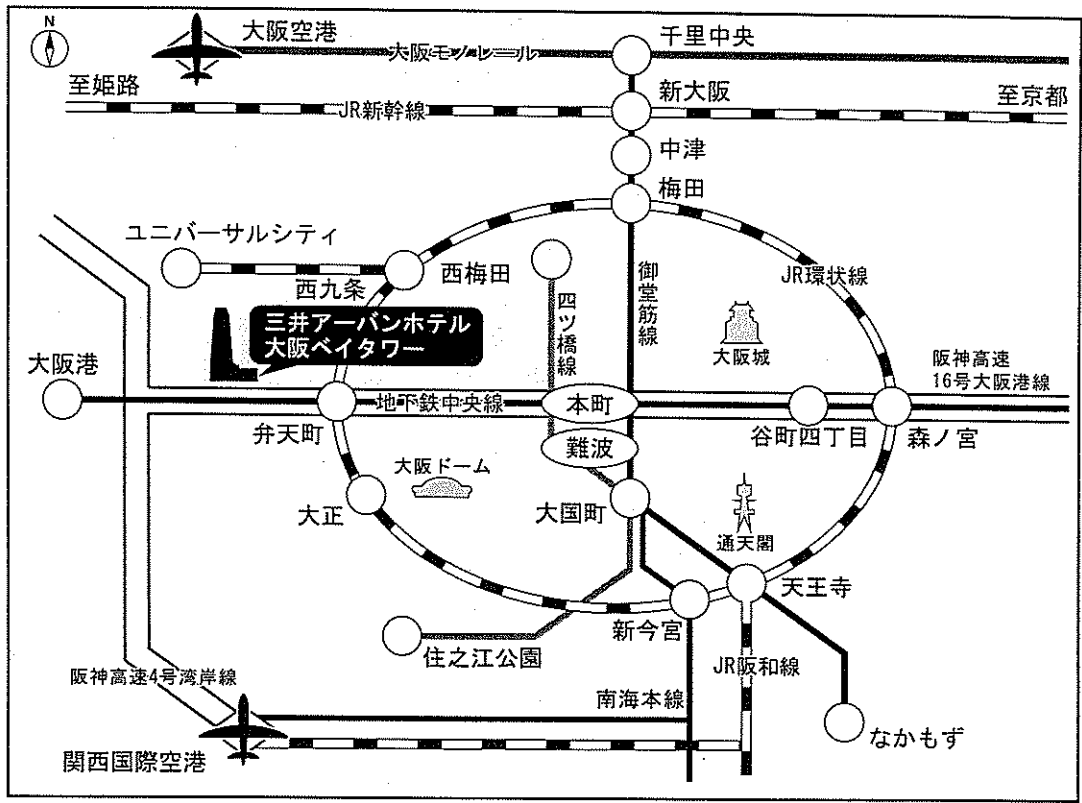 N
大阪空港
大阪モノレール
千里中央
至姫路
JR新幹線
新大阪
至京都
中津
梅田
ユニバーサルシティ
西九条
西梅田
四ツ橋線
御堂筋線
JR環状線
三井アーバンホテル
大阪ベイタワー
大阪城
大阪港
阪神高速
16号大阪港線
地下鉄中央線
本町
弁天町
谷町四丁目
森ノ宮
難波
大阪ドーム
大正
大国町
通天閣
天王寺
新今宮
住之江公園
JR阪和線
阪神高速4号湾岸線
南海本線
なかもず
関西国際空港